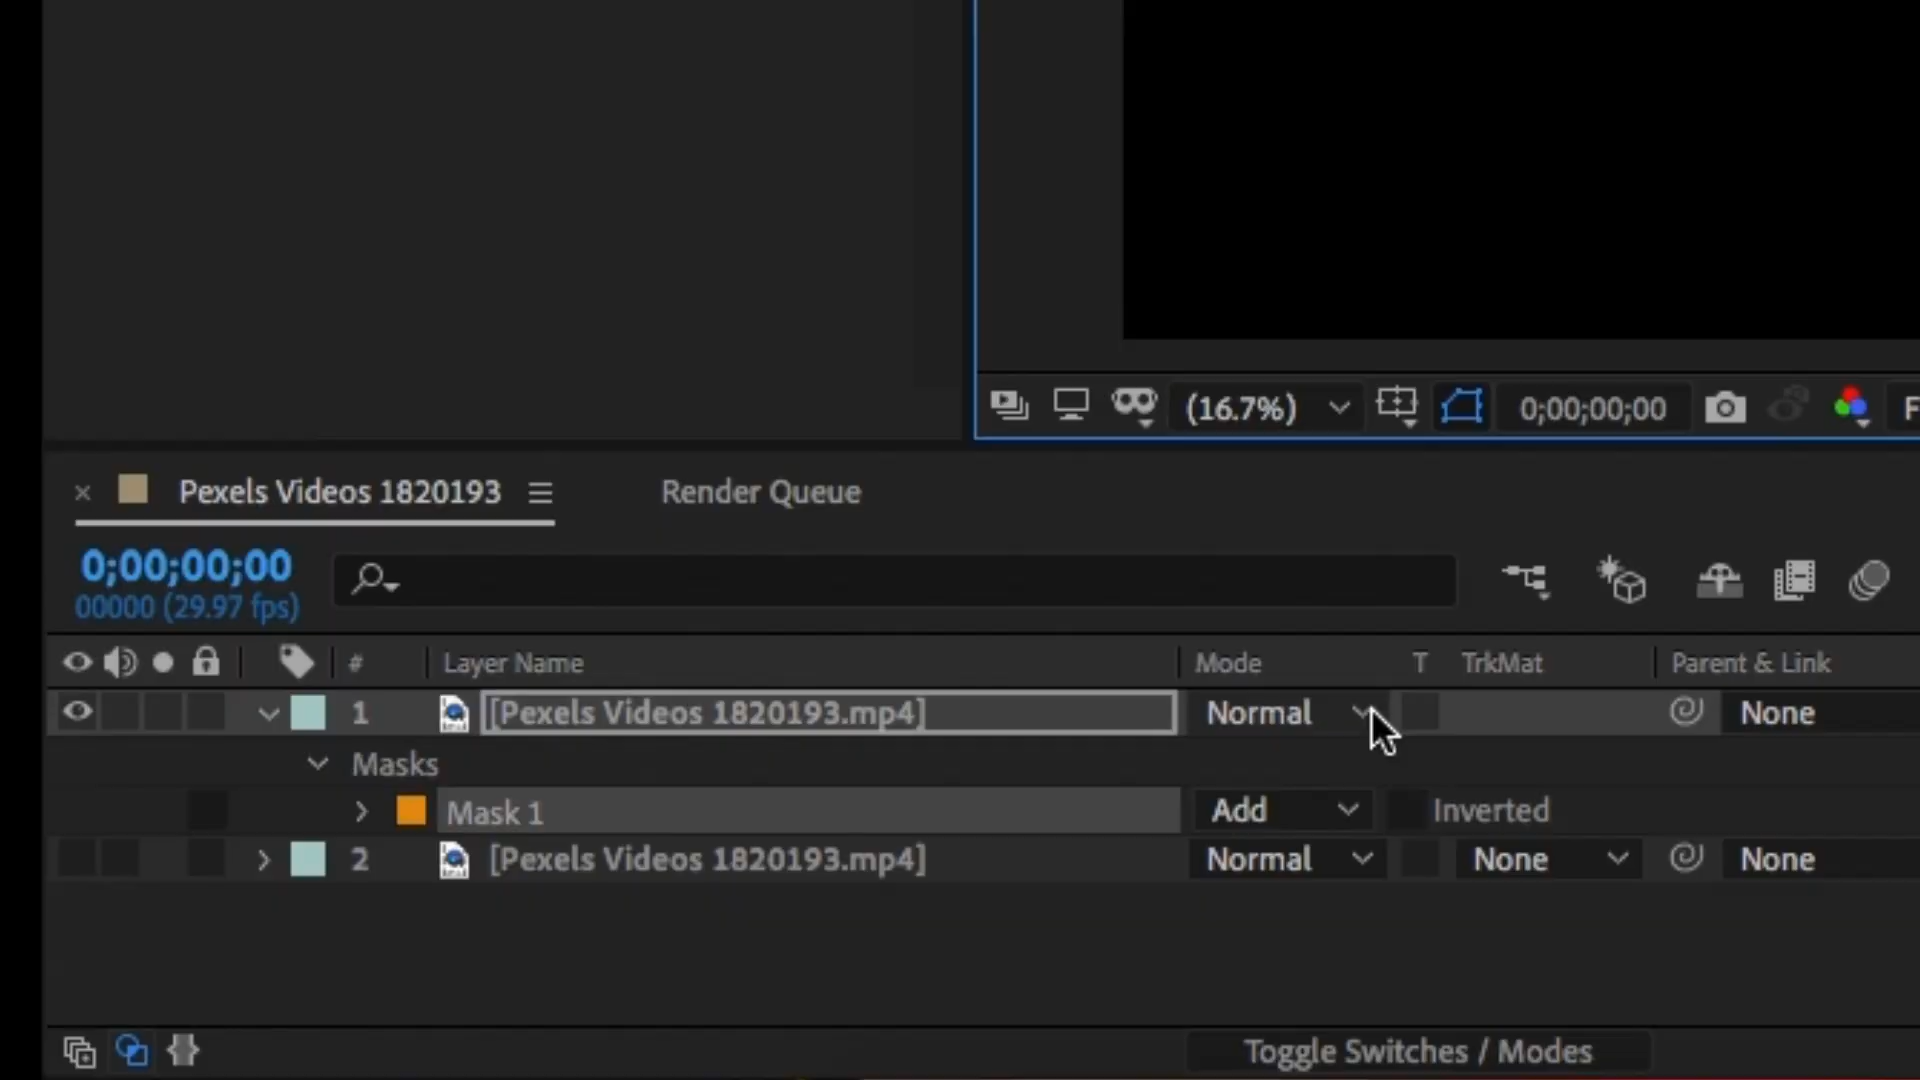 (16.7%) 0;00;00;00 F
Pexels Videos 1820193 Render Queue
0;00;00;00
00000 (29.97 fps)
# Layer Name Mode T TrkMat Parent & Link
1 [Pexels Videos 1820193.mp4] Normal None
Masks
Mask 1 Add Inverted
2 [Pexels Videos 1820193.mp4] Normal None None
Toggle Switches / Modes